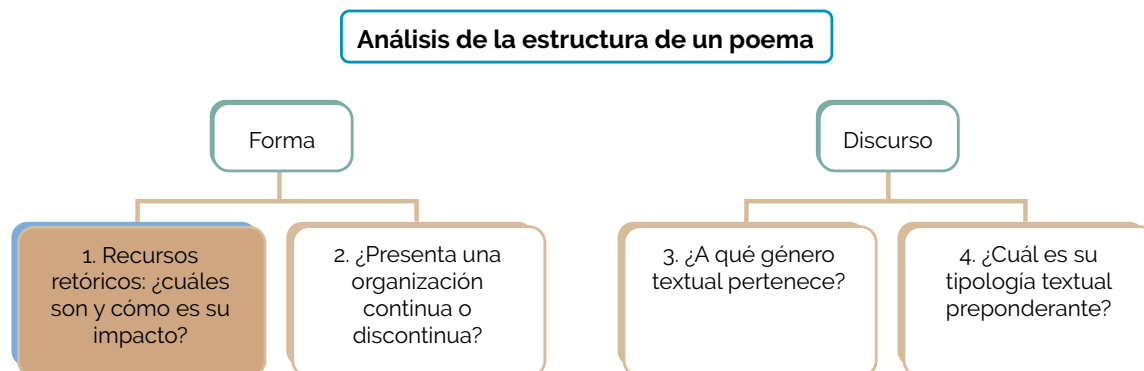 Análisis de la estructura de un poema
Forma
Discurso
1. Recursos
retóricos: ¿cuáles
son y cómo es su
impacto?
2. ¿Presenta una
organización
continua o
discontinua?
3. ¿A qué género
textual pertenece?
4. ¿Cuál es su
tipología textual
preponderante?